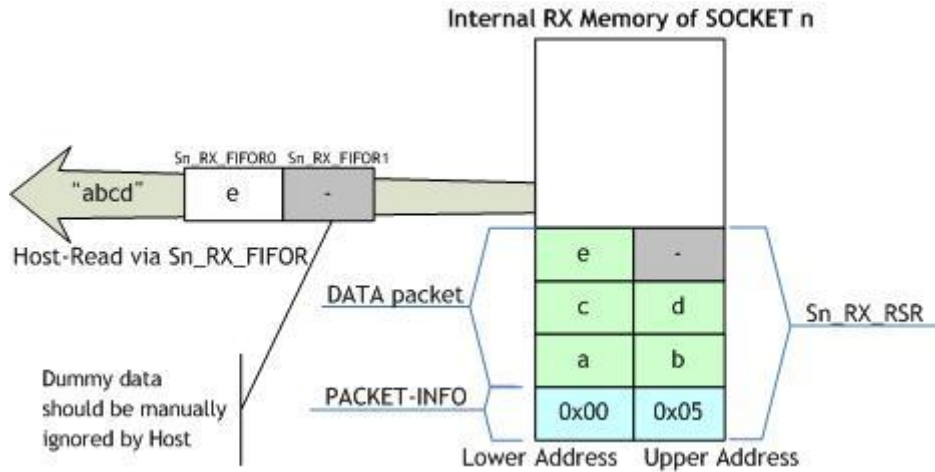 Internal RX Memory of SOCKET n
Sn_RX_FIFOR0 Sn_RX_FIFOR1
"abcd" e -
Host-Read via Sn_RX_FIFOR
e -
DATA packet
c d
Sn_RX_RSR
a b
Dummy data
should be manually
ignored by Host
PACKET-INFO
0x00 0x05
Lower Address Upper Address